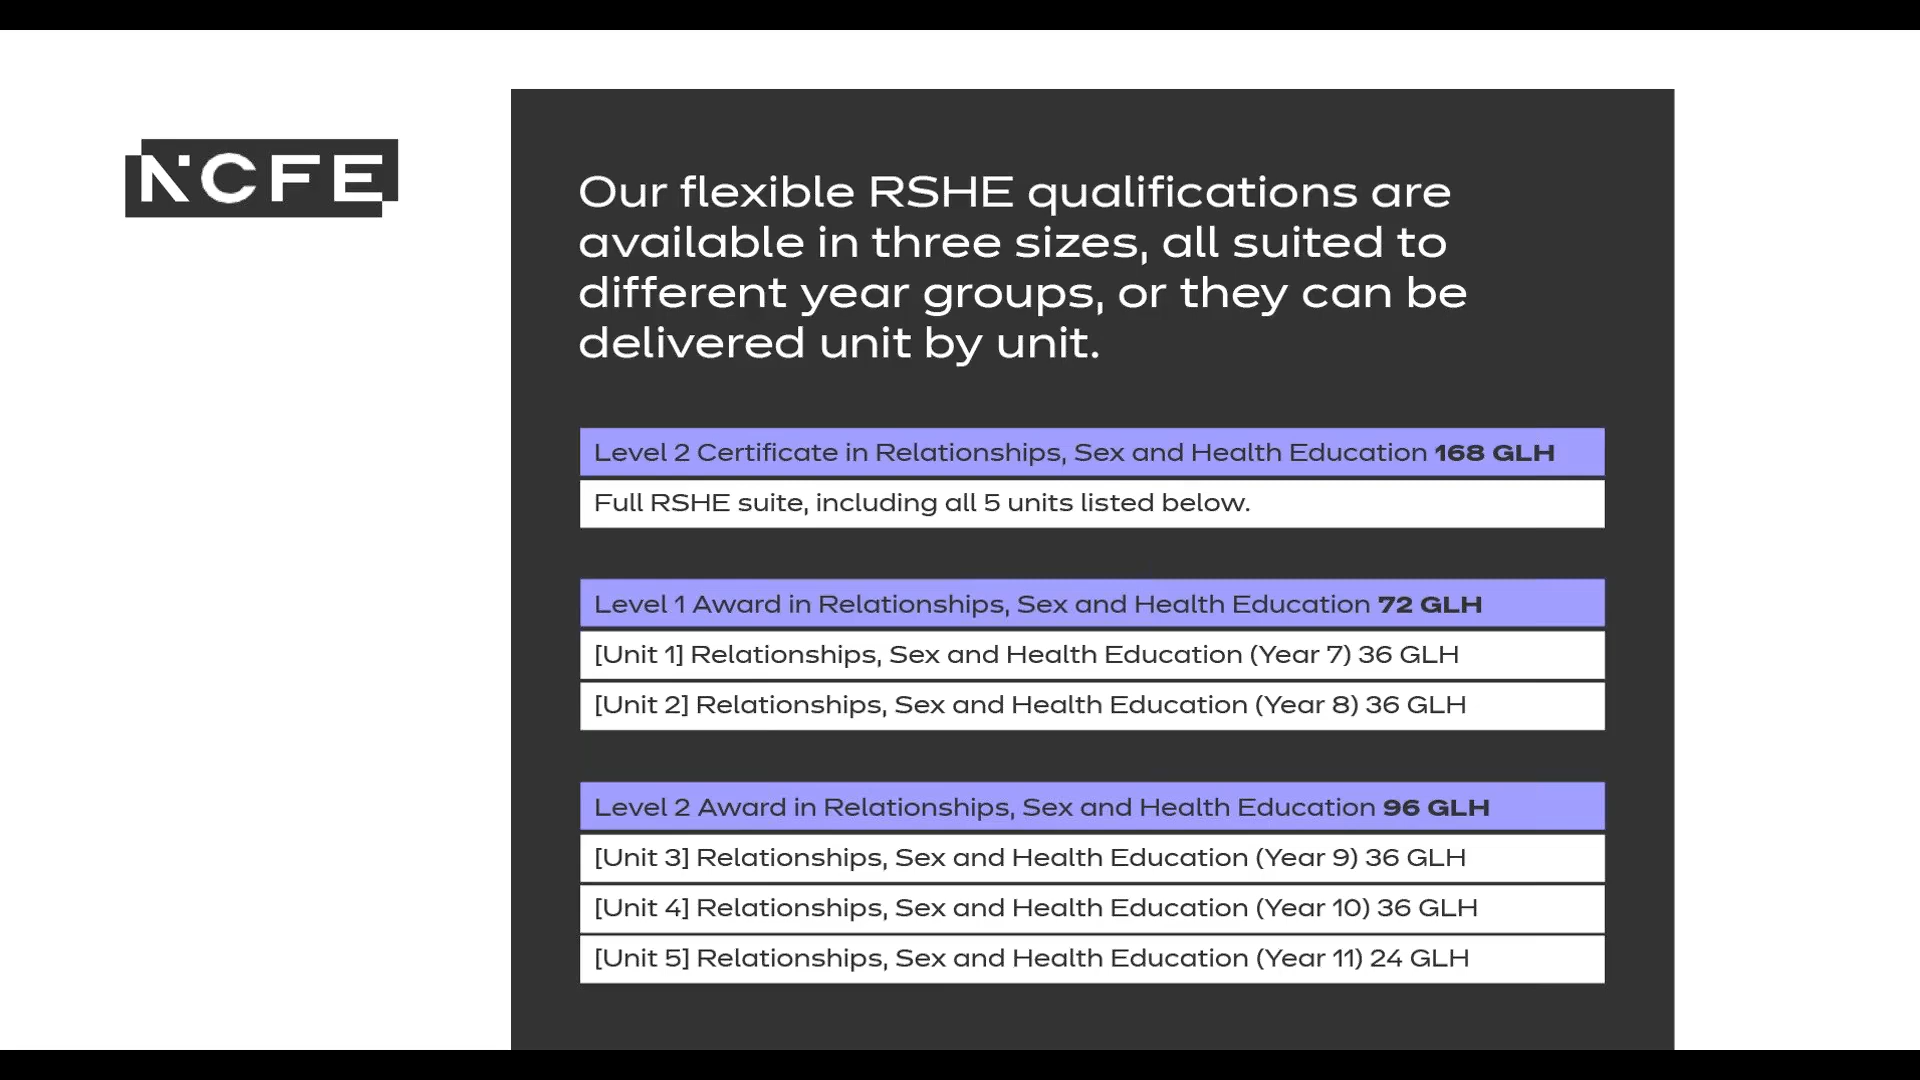 NCFE
Our flexible RSHE qualifications are
available in three sizes, all suited to
different year groups, or they can be
delivered unit by unit.
Level 2 Certificate in Relationships, Sex and Health Education 168 GLH
Full RSHE suite, including all 5 units listed below.
Level 1 Award in Relationships, Sex and Health Education 72 GLH
[Unit 1] Relationships, Sex and Health Education (Year 7) 36 GLH
[Unit 2] Relationships, Sex and Health Education (Year 8) 36 GLH
Level 2 Award in Relationships, Sex and Health Education 96 GLH
[Unit 3] Relationships, Sex and Health Education (Year 9) 36 GLH
[Unit 4] Relationships, Sex and Health Education (Year 10) 36 GLH
[Unit 5] Relationships, Sex and Health Education (Year 11) 24 GLH